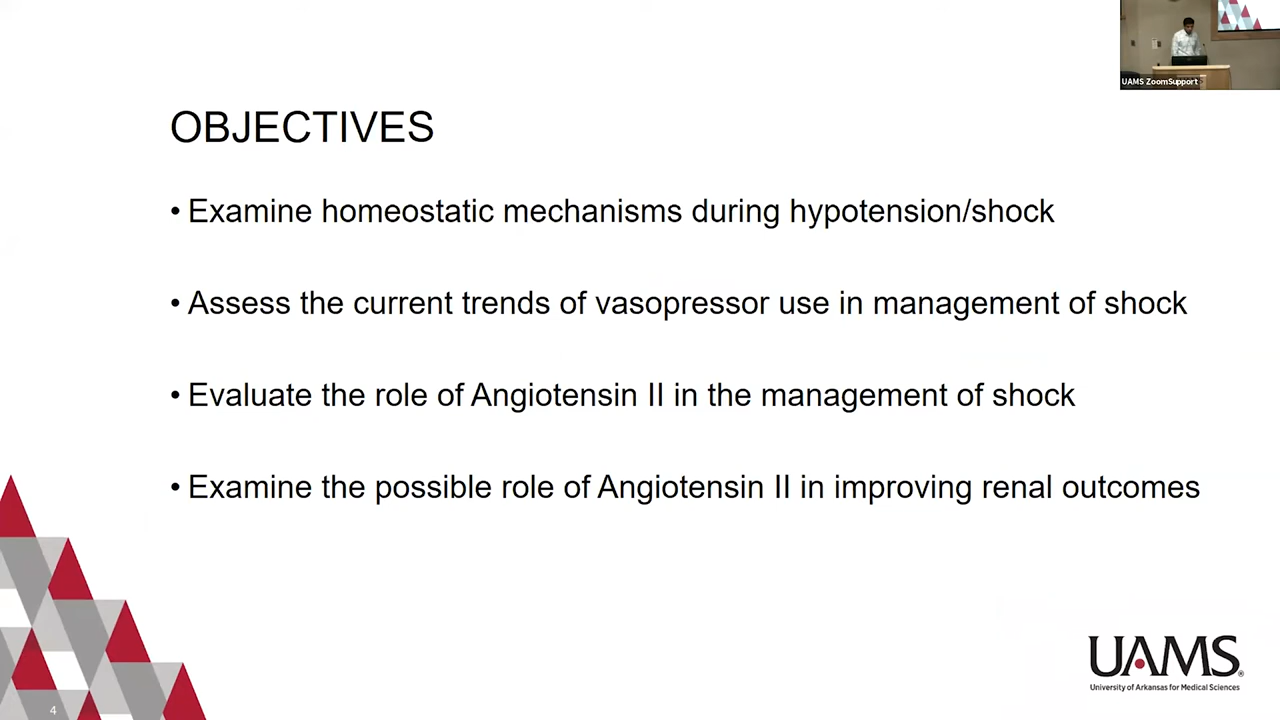 UAMS ZoomSupport
OBJECTIVES
• Examine homeostatic mechanisms during hypotension/shock
• Assess the current trends of vasopressor use in management of shock
• Evaluate the role of Angiotensin II in the management of shock
• Examine the possible role of Angiotensin II in improving renal outcomes
4
UAMS®
University of Arkansas for Medical Sciences